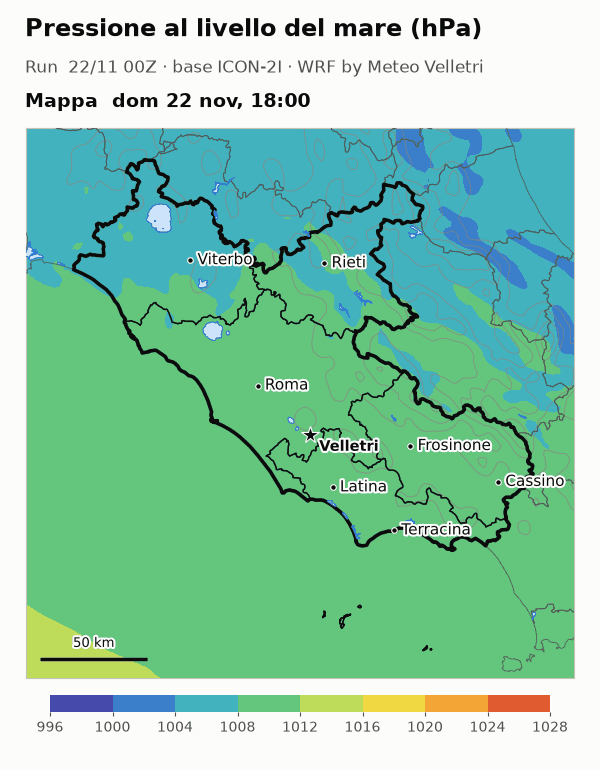 Pressione al livello del mare (hPa)
Run  22/11 00Z · base ICON-2I · WRF by Meteo Velletri
Mappa  dom 22 nov, 18:00
Viterbo
Rieti
Roma
Velletri
Frosinone
Cassino
Latina
Terracina
50 km
996 1000 1004 1008 1012 1016 1020 1024 1028